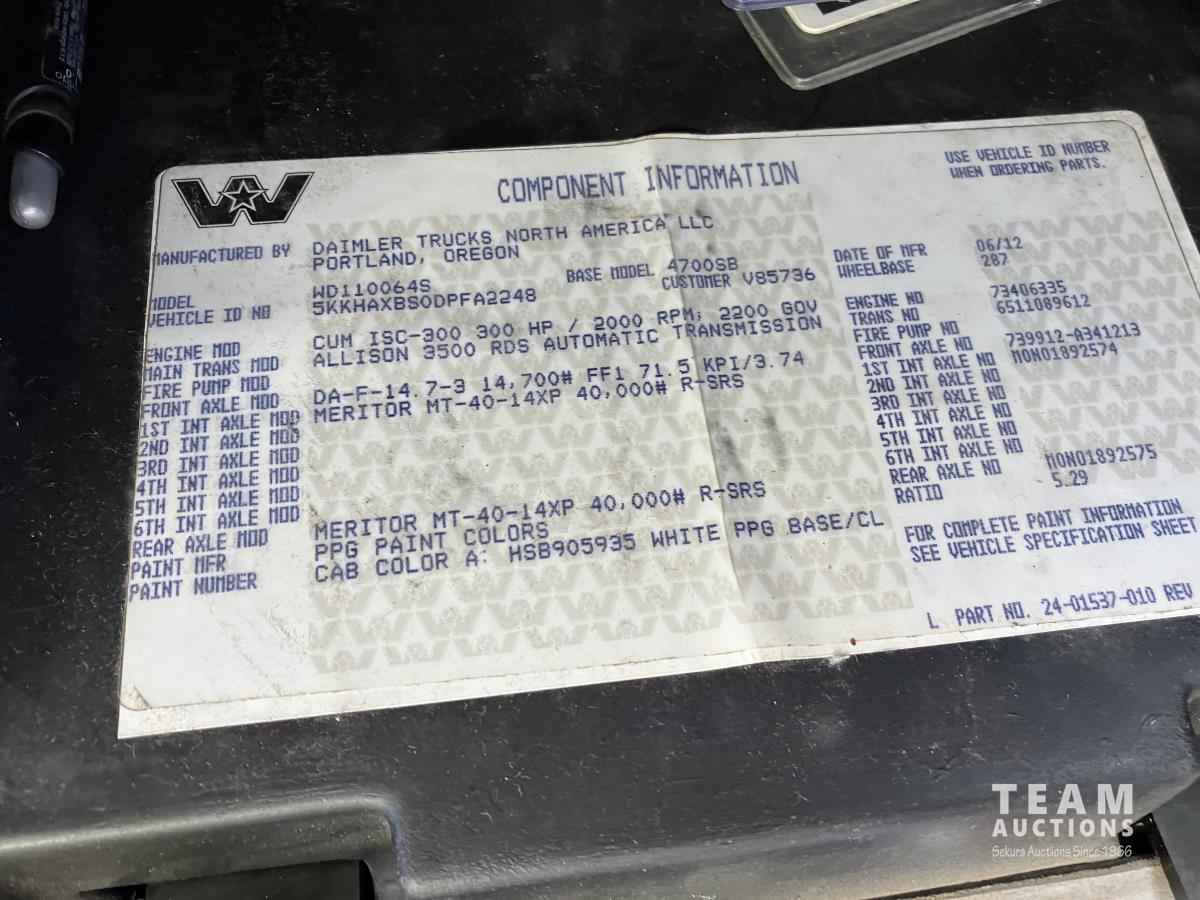 COMPONENT INFORMATION
USE VEHICLE ID NUMBER
WHEN ORDERING PARTS.
MANUFACTURED BY DAIMLER TRUCKS NORTH AMERICA LLC
PORTLAND, OREGON
DATE OF MFR 06/12
WHEELBASE 287
MODEL WD110064S BASE MODEL 4700SB
VEHICLE ID NO 5KKHAXBS0DPFA2248 CUSTOMER V85736
ENGINE NO 73406335
TRANS NO 6511089612
FIRE PUMP NO
FRONT AXLE NO 739912-A341213
1ST INT AXLE NO MON01892574
2ND INT AXLE NO
3RD INT AXLE NO
4TH INT AXLE NO
5TH INT AXLE NO
6TH INT AXLE NO
REAR AXLE NO MON01892575
RATIO 5.29
ENGINE MOD CUM ISC-300 300 HP / 2000 RPM; 2200 GOV
MAIN TRANS MOD ALLISON 3500 RDS AUTOMATIC TRANSMISSION
FIRE PUMP MOD
FRONT AXLE MOD DA-F-14.7-3 14,700# FF1 71.5 KPI/3.74
1ST INT AXLE MOD MERITOR MT-40-14XP 40,000# R-SRS
2ND INT AXLE MOD
3RD INT AXLE MOD
4TH INT AXLE MOD
5TH INT AXLE MOD
6TH INT AXLE MOD
REAR AXLE MOD MERITOR MT-40-14XP 40,000# R-SRS
PAINT MFR PPG PAINT COLORS
PAINT NUMBER CAB COLOR A: HSB905935 WHITE PPG BASE/CL
FOR COMPLETE PAINT INFORMATION
SEE VEHICLE SPECIFICATION SHEET
L PART NO. 24-01537-010 REV
TEAM
AUCTIONS
Sekura Auctions Since 1966